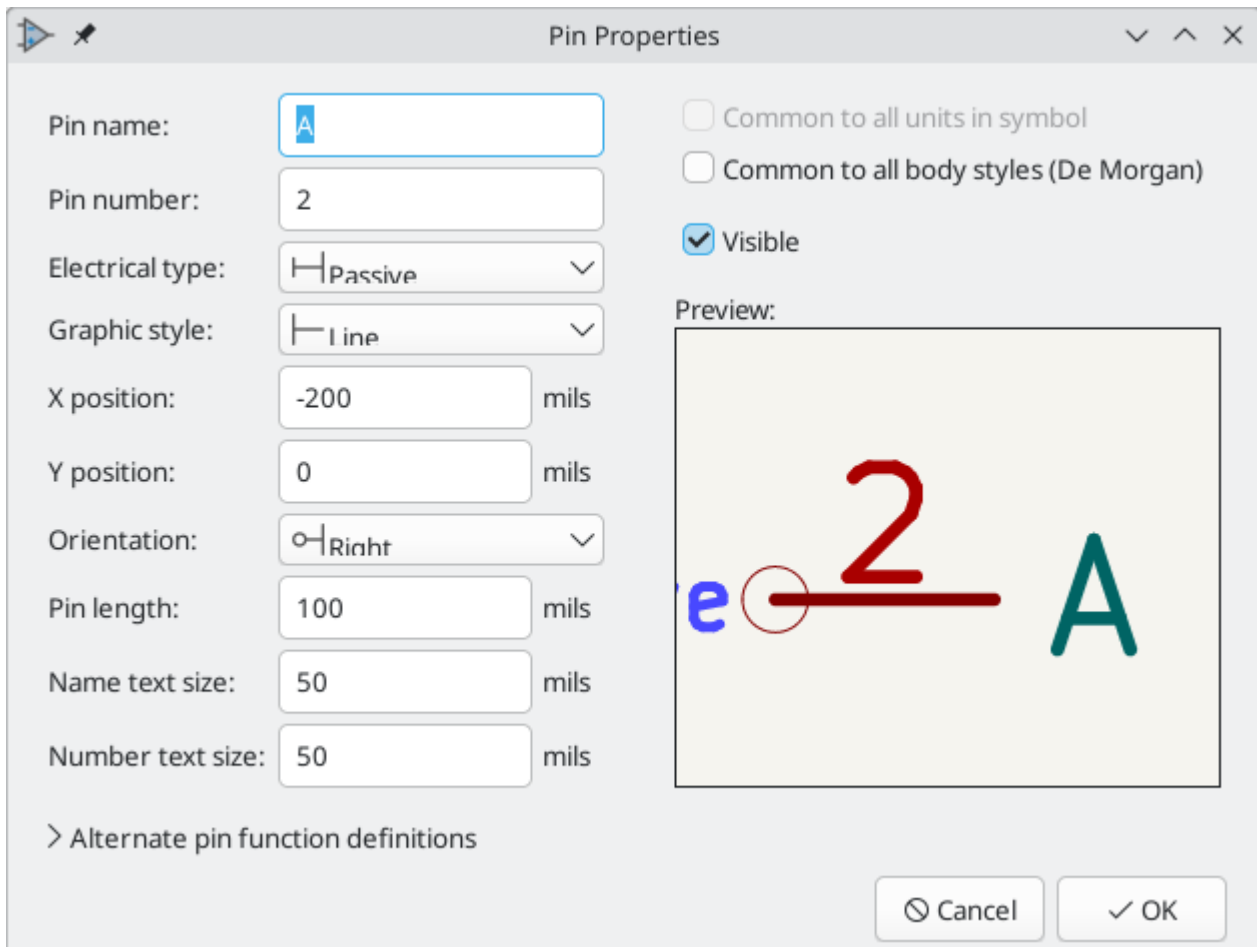 Pin Properties
Pin name:
A
Common to all units in symbol
Pin number:
2
Common to all body styles (De Morgan)
Electrical type:
Passive
Visible
Graphic style:
Line
Preview:
X position:
-200
mils
Y position:
0
mils
Orientation:
Right
Pin length:
100
mils
Name text size:
50
mils
Number text size:
50
mils
2
e
A
Alternate pin function definitions
Cancel
OK